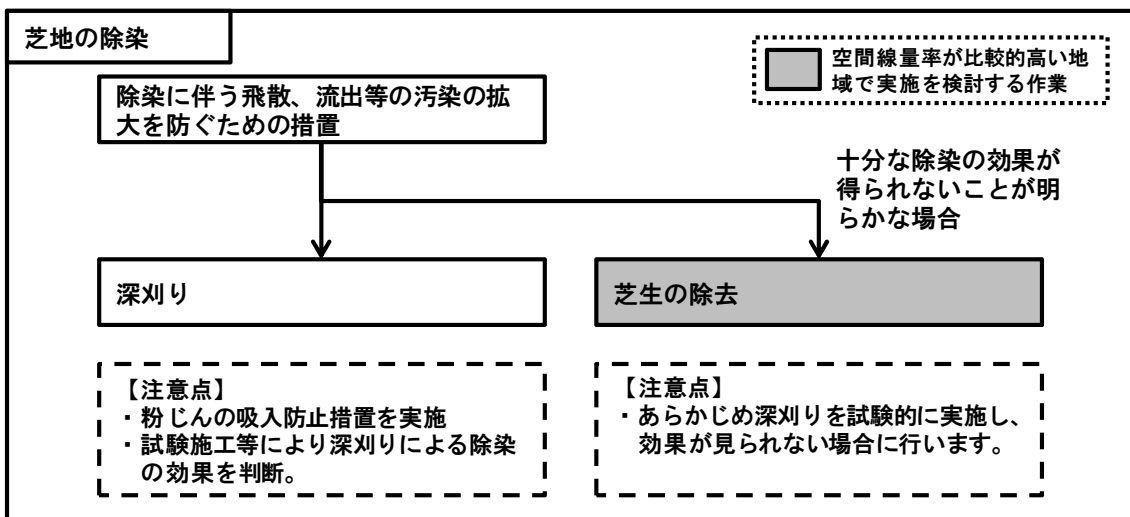 芝地の除染
空間線量率が比較的高い地
域で実施を検討する作業
除染に伴う飛散、流出等の汚染の拡
大を防ぐための措置
十分な除染の効果が
得られないことが明
らかな場合
深刈り
芝生の除去
【注意点】
・粉じんの吸入防止措置を実施
・試験施工等により深刈りによる除染
の効果を判断。
【注意点】
・あらかじめ深刈りを試験的に実施し、
効果が見られない場合に行います。